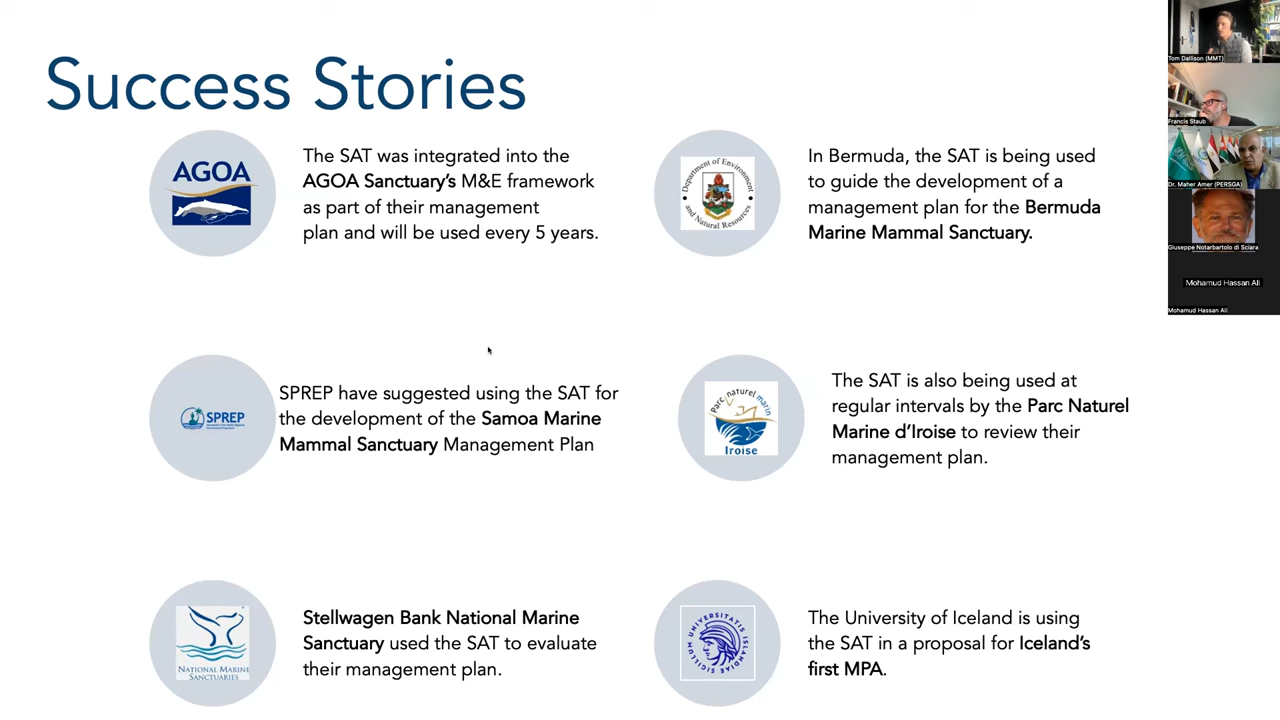 Success Stories
AGOA
The SAT was integrated into the
AGOA Sanctuary's M&E framework
as part of their management
plan and will be used every 5 years.
Department of Environment
and Natural Resources
In Bermuda, the SAT is being used
to guide the development of a
management plan for the Bermuda
Marine Mammal Sanctuary.
SPREP
SPREP have suggested using the SAT for
the development of the Samoa Marine
Mammal Sanctuary Management Plan
Parc naturel marin
Iroise
The SAT is also being used at
regular intervals by the Parc Naturel
Marine d'Iroise to review their
management plan.
NATIONAL MARINE
SANCTUARIES
Stellwagen Bank National Marine
Sanctuary used the SAT to evaluate
their management plan.
SIGILLUM UNIVERSITATIS ISLANDIAE
The University of Iceland is using
the SAT in a proposal for Iceland's
first MPA.
Tom Dallison (MMT)
Francis Staub
Dr. Maher Amer (PERSGA)
Giuseppe Notarbartolo di Sciara
Mohamud Hassan Ali
Mohamud Hassan Ali